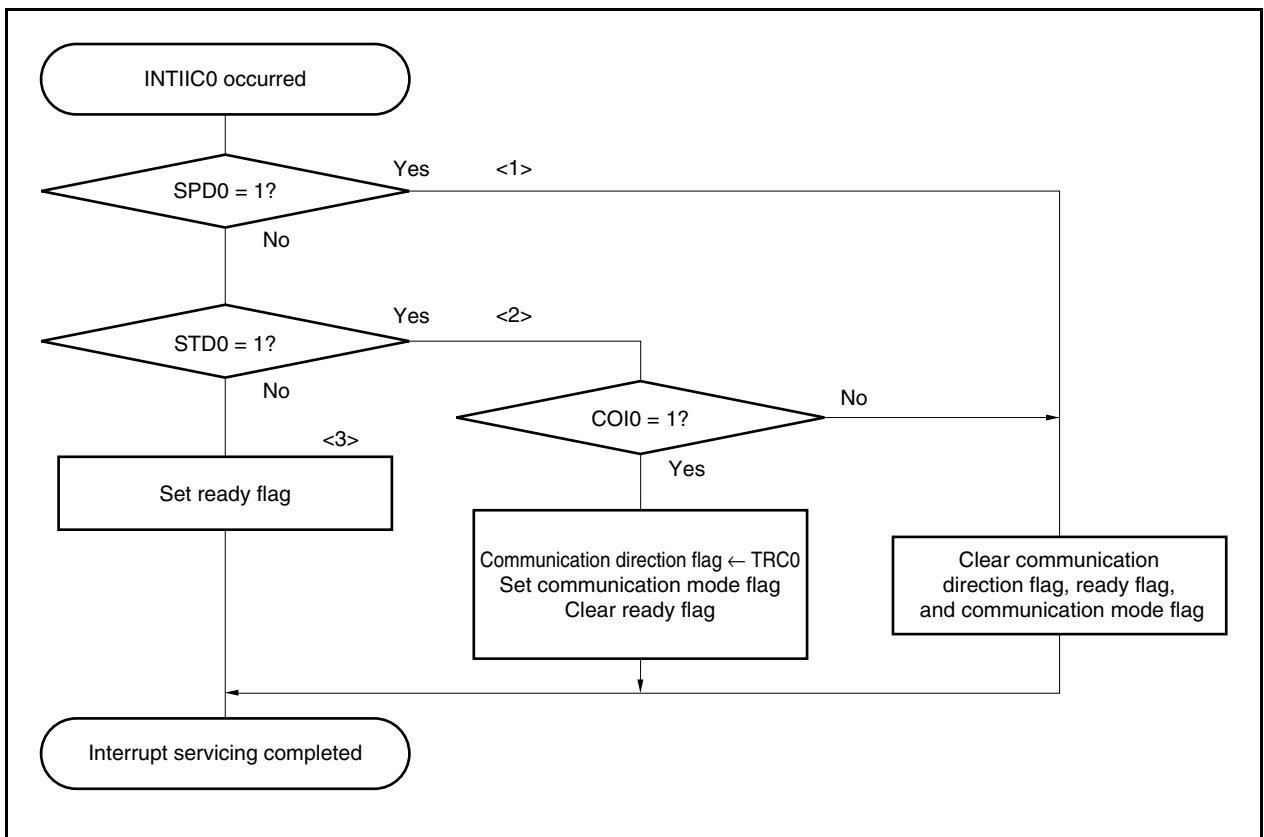 INTIIC0 occurred
Yes
<1>
SPD0 = 1?
No
Yes
<2>
STD0 = 1?
No
COI0 = 1?
No
Yes
<3>
Set ready flag
Communication direction flag ← TRC0
Set communication mode flag
Clear ready flag
Clear communication
direction flag, ready flag,
and communication mode flag
Interrupt servicing completed